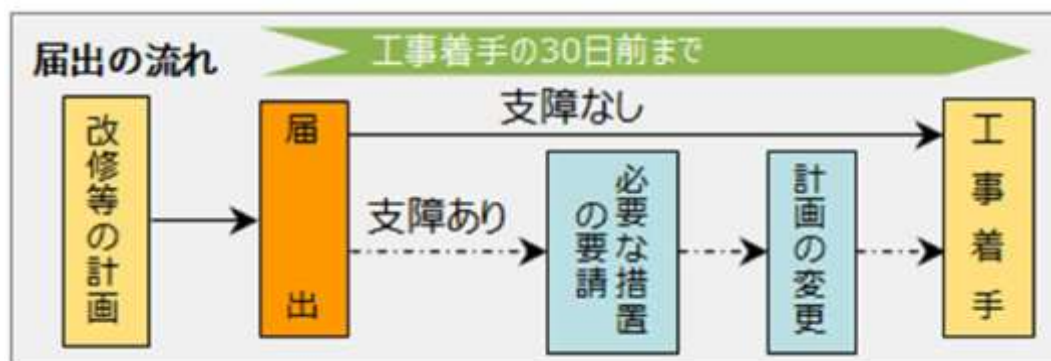 届出の流れ
工事着手の30日前まで
改修等の計画
届出
支障なし
支障あり
必要な措置
の要請
計画の変更
工事着手